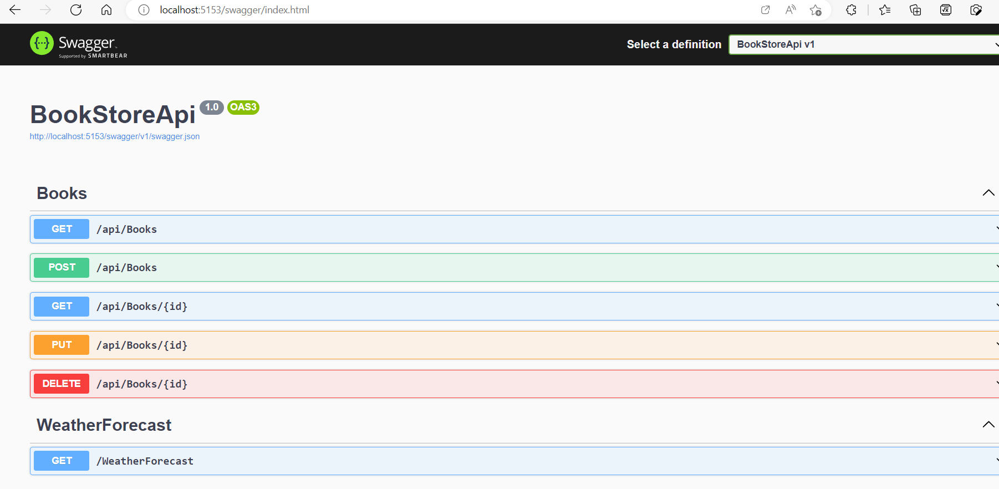 localhost:5153/swagger/index.html
{···} Swagger
Supported by SMARTBEAR
Select a definition
BookStoreApi v1
BookStoreApi 1.0 OAS3
http://localhost:5153/swagger/v1/swagger.json
Books
GET /api/Books
POST /api/Books
GET /api/Books/{id}
PUT /api/Books/{id}
DELETE /api/Books/{id}
WeatherForecast
GET /WeatherForecast